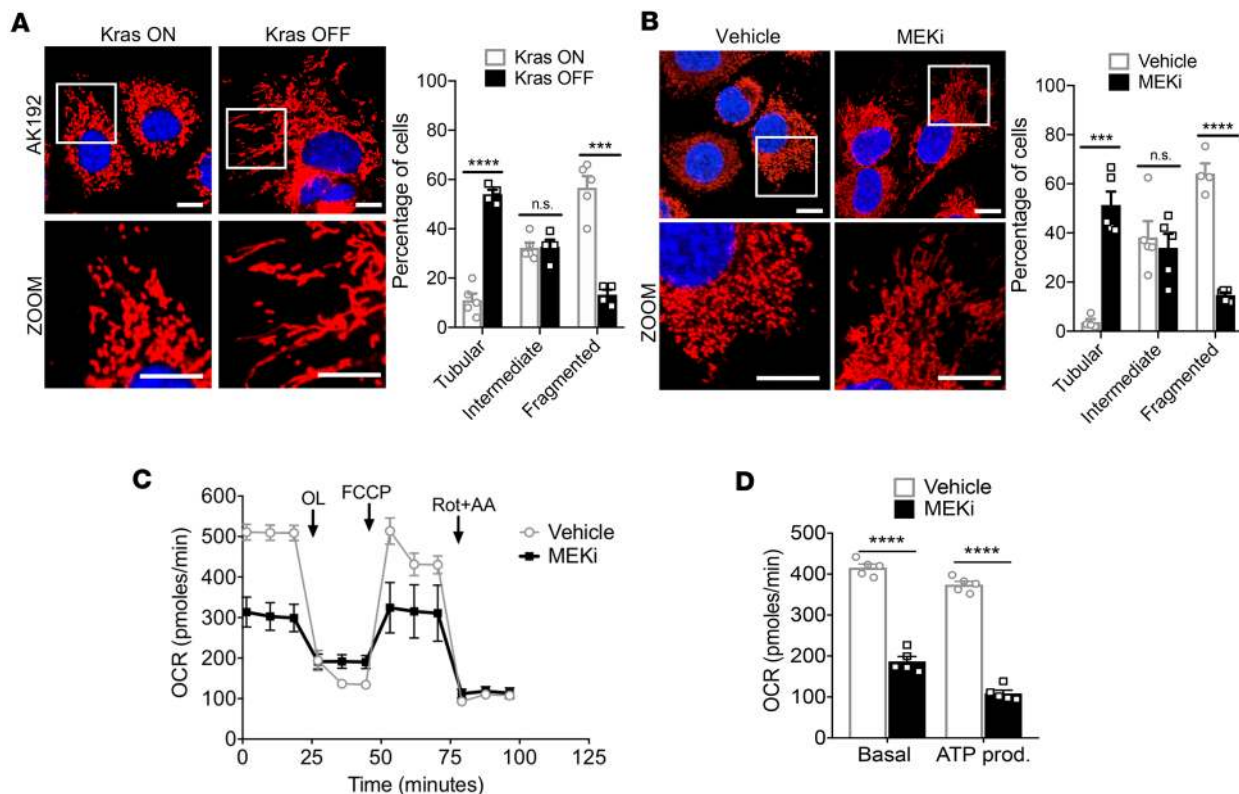 A
Kras ON
Kras OFF
AK192
ZOOM
Kras ON
Kras OFF
Percentage of cells
100
80
60
40
20
0
****
n.s.
***
Tubular
Intermediate
Fragmented
B
Vehicle
MEKi
ZOOM
Vehicle
MEKi
Percentage of cells
100
80
60
40
20
0
***
n.s.
****
Tubular
Intermediate
Fragmented
C
OCR (pmoles/min)
600
500
400
300
200
100
0
OL
FCCP
Rot+AA
Vehicle
MEKi
0
25
50
75
100
125
Time (minutes)
D
Vehicle
MEKi
OCR (pmoles/min)
400
300
200
100
0
****
****
Basal
ATP prod.